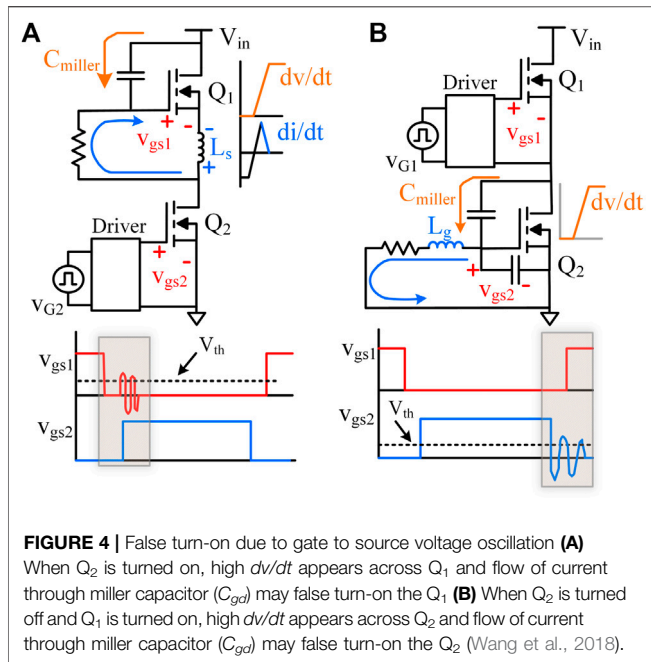 A
V_in
C_miller
Q_1
dv/dt
+
-
v_gs1
-
L_s
+
di/dt
Driver
Q_2
+
-
v_gs2
v_G2
v_gs1
V_th
v_gs2
B
V_in
Driver
Q_1
+
-
v_gs1
v_G1
C_miller
dv/dt
L_g
Q_2
+
-
v_gs2
v_gs1
v_gs2
V_th
FIGURE 4 | False turn-on due to gate to source voltage oscillation (A)
When Q_2 is turned on, high dv/dt appears across Q_1 and flow of current
through miller capacitor (C_gd) may false turn-on the Q_1 (B) When Q_2 is turned
off and Q_1 is turned on, high dv/dt appears across Q_2 and flow of current
through miller capacitor (C_gd) may false turn-on the Q_2 (Wang et al., 2018).